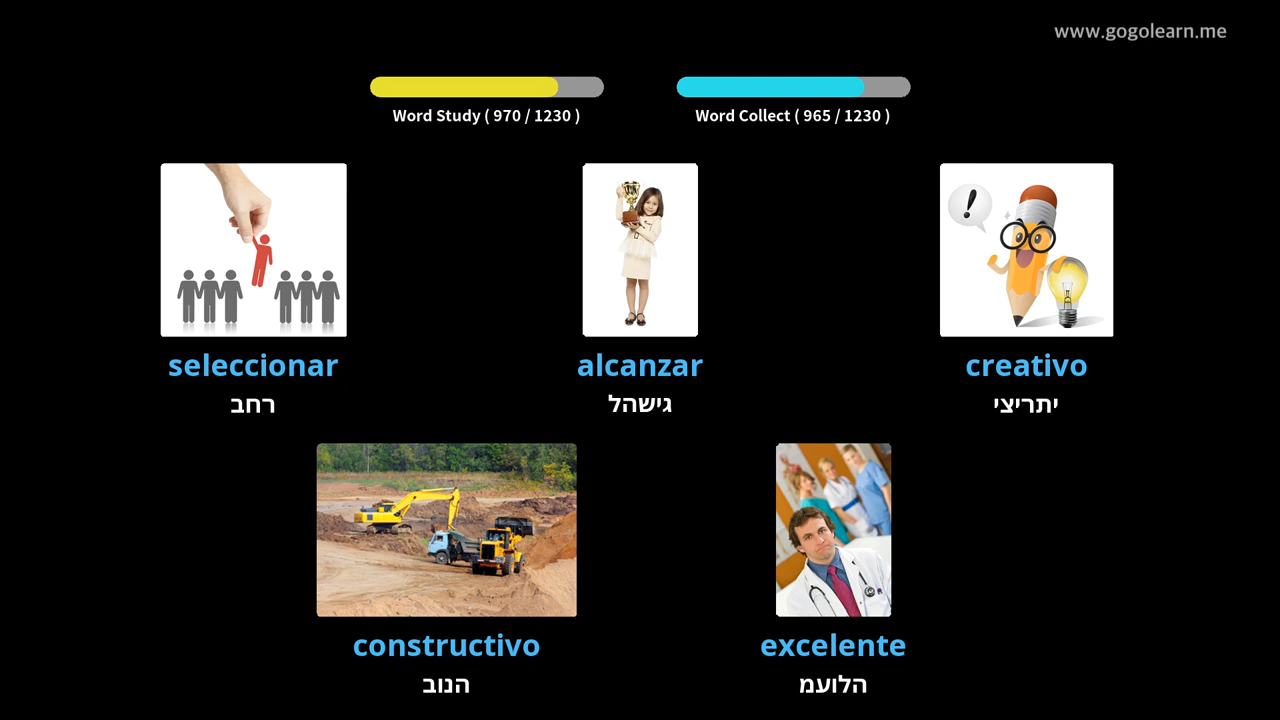 www.gogolearn.me
Word Study ( 970 / 1230 )
Word Collect ( 965 / 1230 )
seleccionar
alcanzar
creativo
רחב
גישהל
יתריצי
constructivo
excelente
הנוב
הלועמ